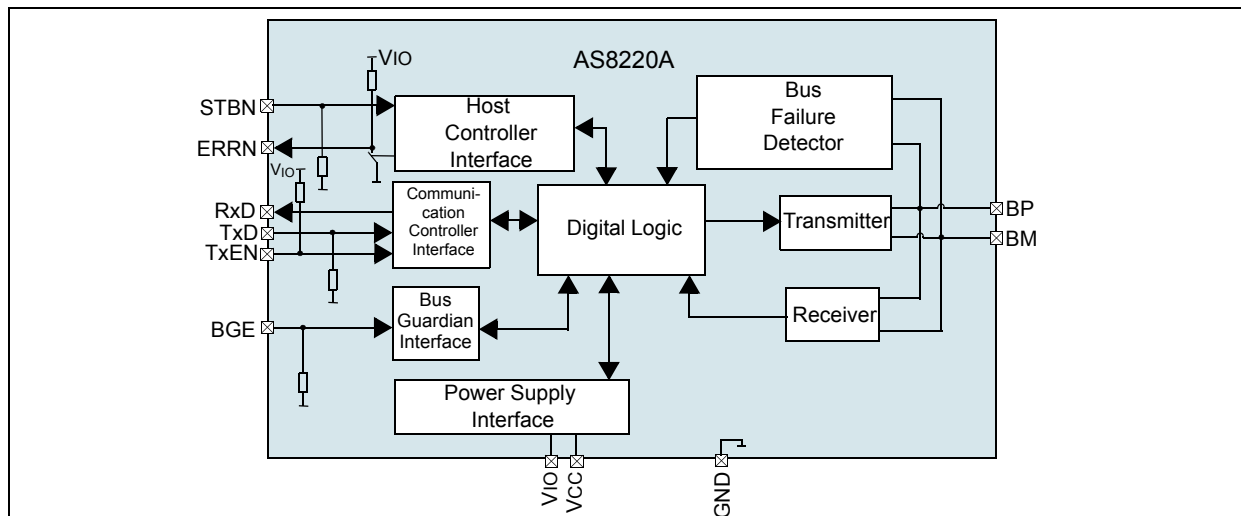 AS8220A
VIO
STBN
ERRN
VIO
RxD
TxD
TxEN
BGE
Host
Controller
Interface
Communi-
cation
Controller
Interface
Bus
Guardian
Interface
Power Supply
Interface
Digital Logic
Bus
Failure
Detector
Transmitter
Receiver
BP
BM
VIO
VCC
GND